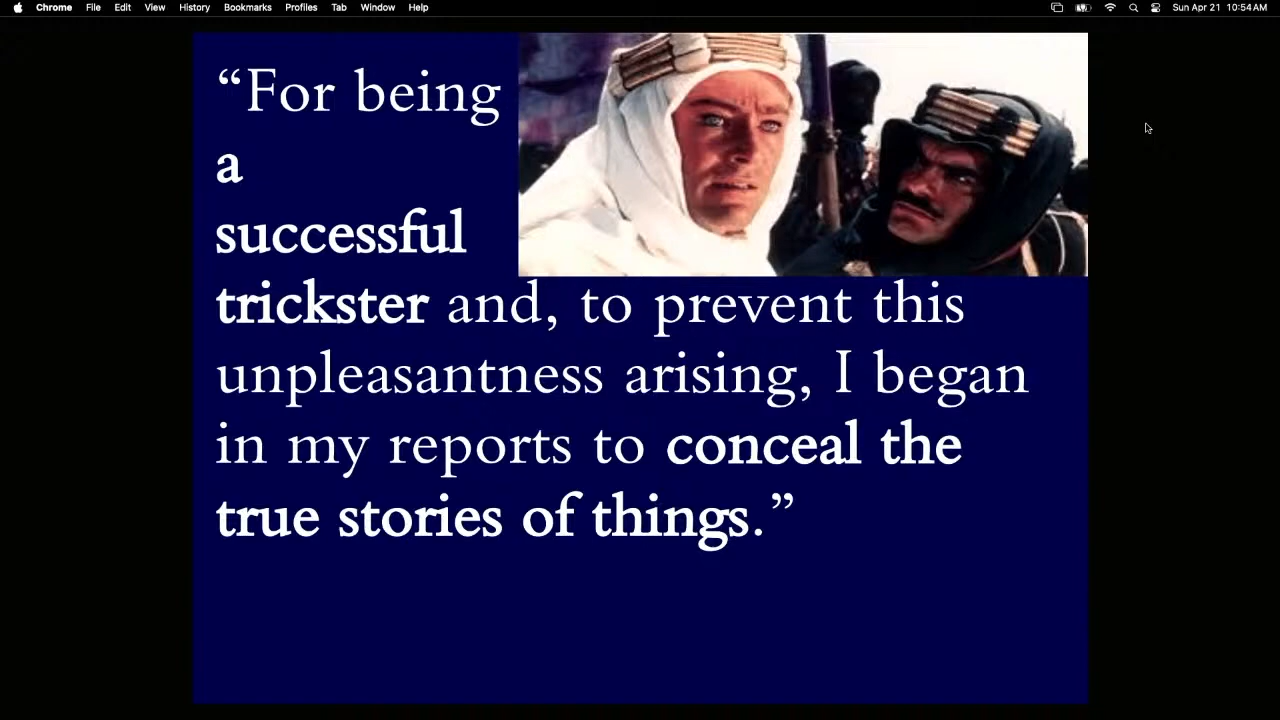 Chrome File Edit View History Bookmarks Profiles Tab Window Help Sun Apr 21 10:54 AM
“For being
a
successful
trickster and, to prevent this
unpleasantness arising, I began
in my reports to conceal the
true stories of things.”